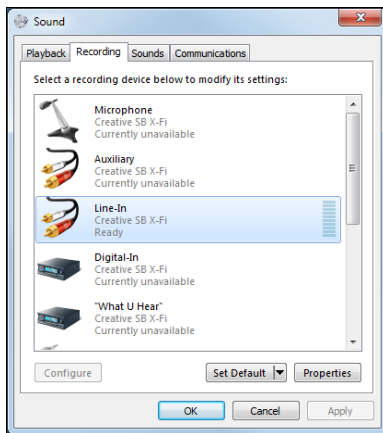 Sound
Playback Recording Sounds Communications
Select a recording device below to modify its settings:
Microphone
Creative SB X-Fi
Currently unavailable
Auxiliary
Creative SB X-Fi
Currently unavailable
Line-In
Creative SB X-Fi
Ready
Digital-In
Creative SB X-Fi
Currently unavailable
"What U Hear"
Creative SB X-Fi
Currently unavailable
Configure Set Default Properties
OK Cancel Apply